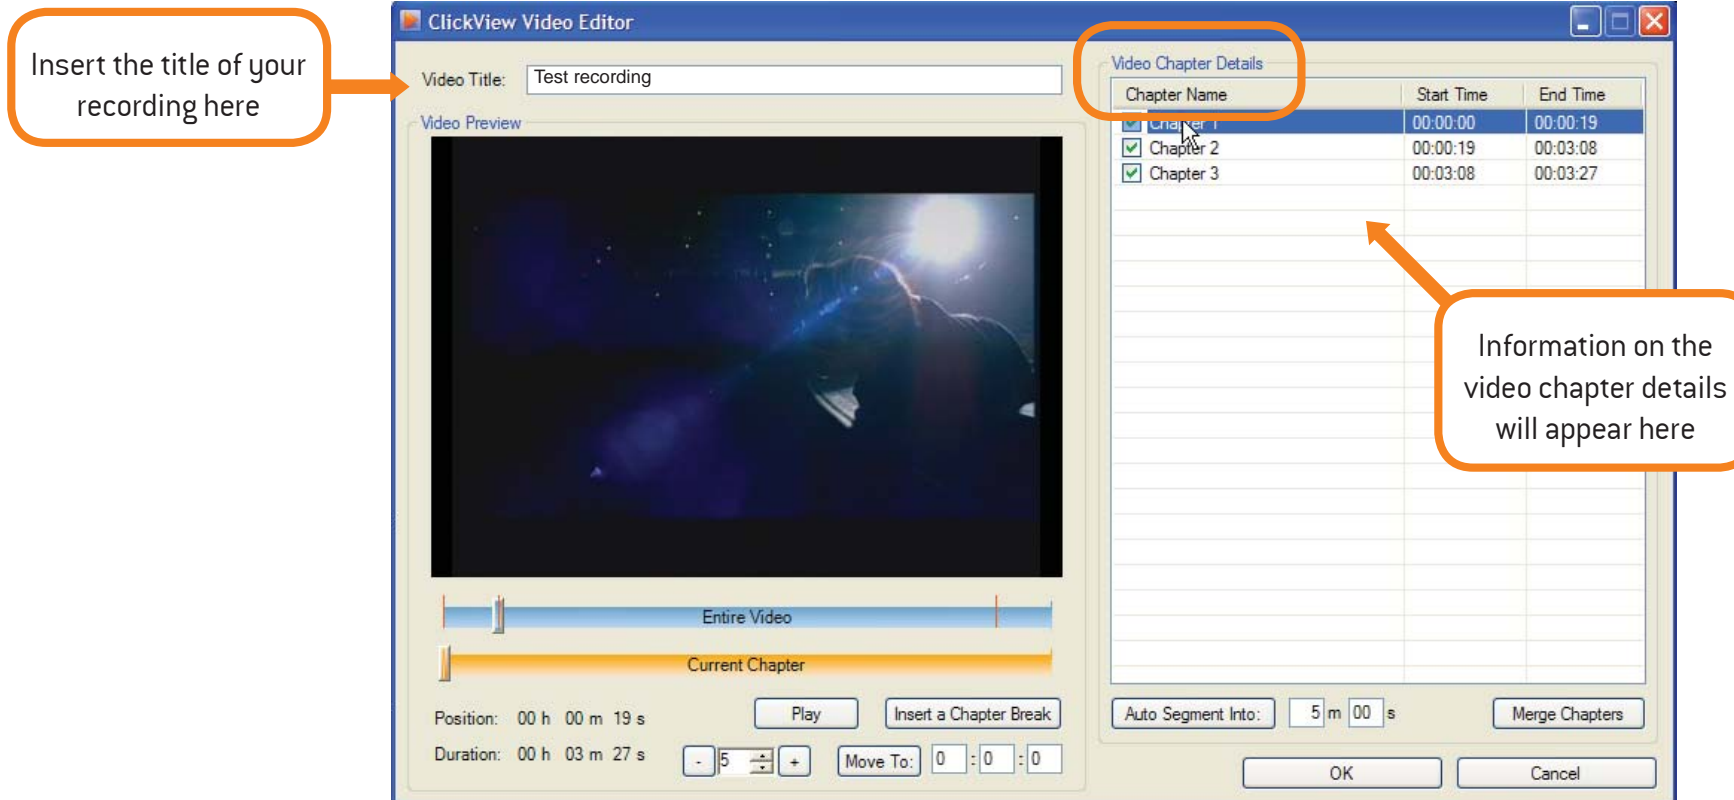 Insert the title of your
recording here
ClickView Video Editor
Video Title: Test recording
Video Preview
Entire Video
Current Chapter
Position: 00 h 00 m 19 s
Play
Insert a Chapter Break
Duration: 00 h 03 m 27 s
- 5 +
Move To: 0 : 0 : 0
Video Chapter Details
Chapter Name Start Time End Time
Chapter 1 00:00:00 00:00:19
Chapter 2 00:00:19 00:03:08
Chapter 3 00:03:08 00:03:27
Information on the
video chapter details
will appear here
Auto Segment Into: 5 m 00 s
Merge Chapters
OK
Cancel